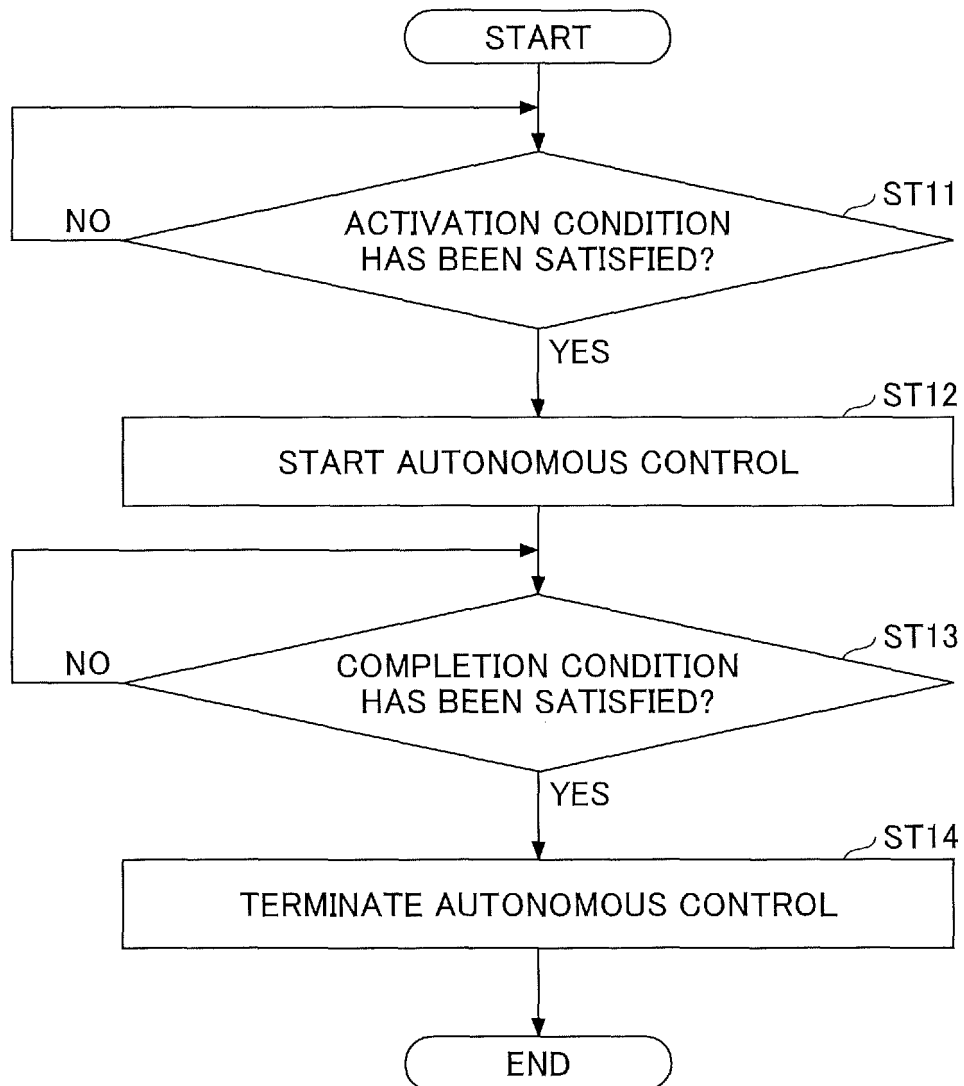 START
ST11
ACTIVATION CONDITION
HAS BEEN SATISFIED?
NO
YES
ST12
START AUTONOMOUS CONTROL
ST13
COMPLETION CONDITION
HAS BEEN SATISFIED?
NO
YES
ST14
TERMINATE AUTONOMOUS CONTROL
END